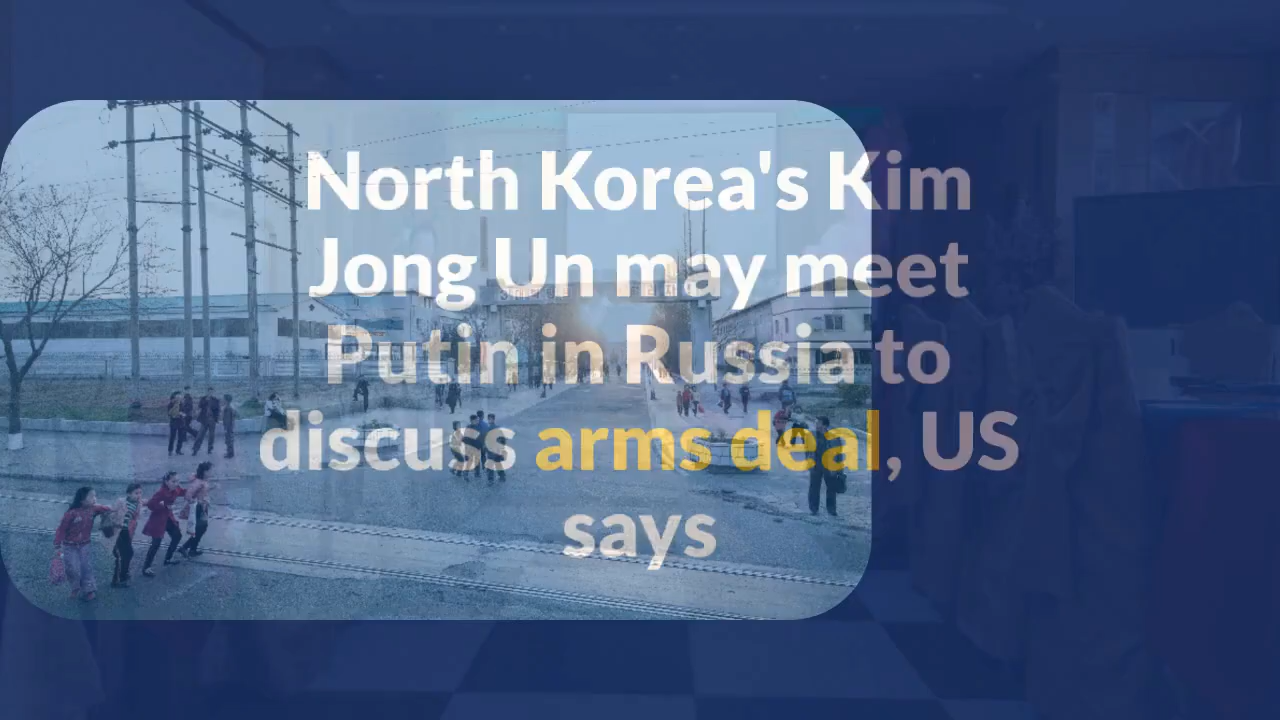 North Korea's Kim
Jong Un may meet
Putin in Russia to
discuss arms deal, US
says